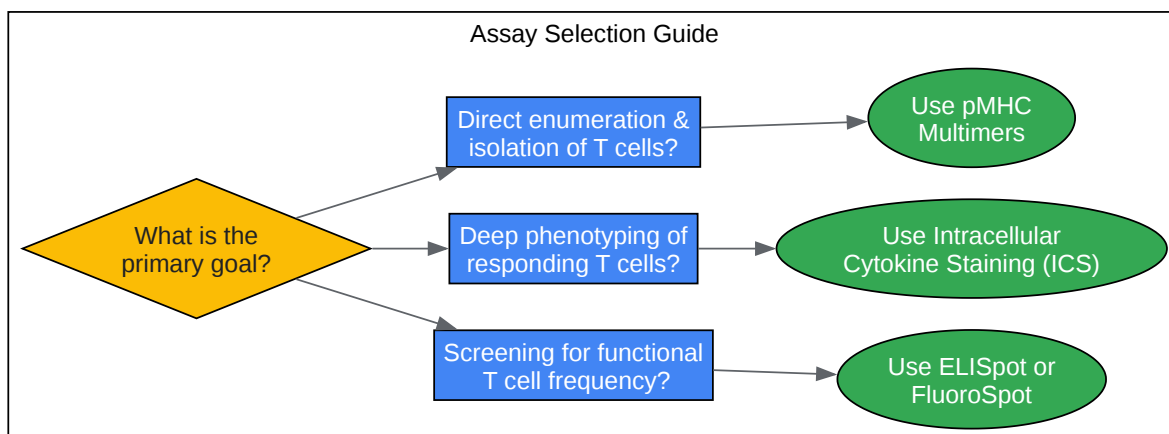 Assay Selection Guide
What is the
primary goal?
Direct enumeration &
isolation of T cells?
Use pMHC
Multimers
Deep phenotyping of
responding T cells?
Use Intracellular
Cytokine Staining (ICS)
Screening for functional
T cell frequency?
Use ELISpot or
FluoroSpot